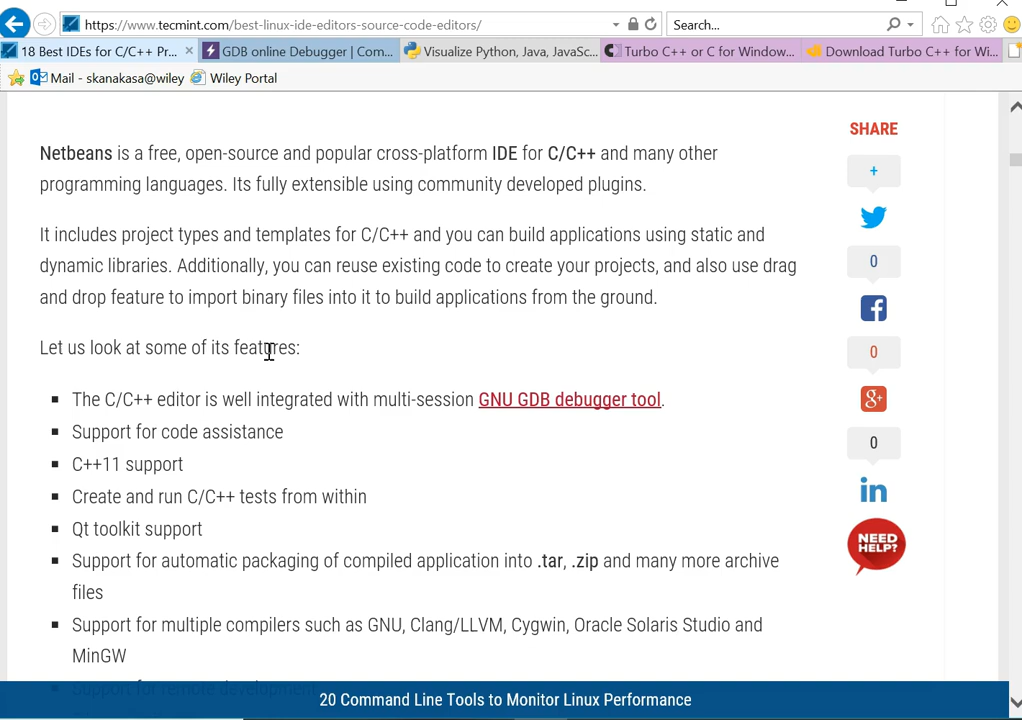 https://www.tecmint.com/best-linux-ide-editors-source-code-editors/
Search...
18 Best IDEs for C/C++ Pr...
GDB online Debugger | Com...
Visualize Python, Java, JavaSc...
Turbo C++ or C for Window...
Download Turbo C++ for Wi...
Mail - skanakasa@wiley
Wiley Portal
SHARE
Netbeans is a free, open-source and popular cross-platform IDE for C/C++ and many other
programming languages. Its fully extensible using community developed plugins.
+
It includes project types and templates for C/C++ and you can build applications using static and
dynamic libraries. Additionally, you can reuse existing code to create your projects, and also use drag
and drop feature to import binary files into it to build applications from the ground.
0
Let us look at some of its features:
0
The C/C++ editor is well integrated with multi-session GNU GDB debugger tool.
g+
Support for code assistance
0
C++11 support
Create and run C/C++ tests from within
in
Qt toolkit support
NEED
HELP?
Support for automatic packaging of compiled application into .tar, .zip and many more archive
files
Support for multiple compilers such as GNU, Clang/LLVM, Cygwin, Oracle Solaris Studio and
MinGW
Support for remote development
20 Command Line Tools to Monitor Linux Performance